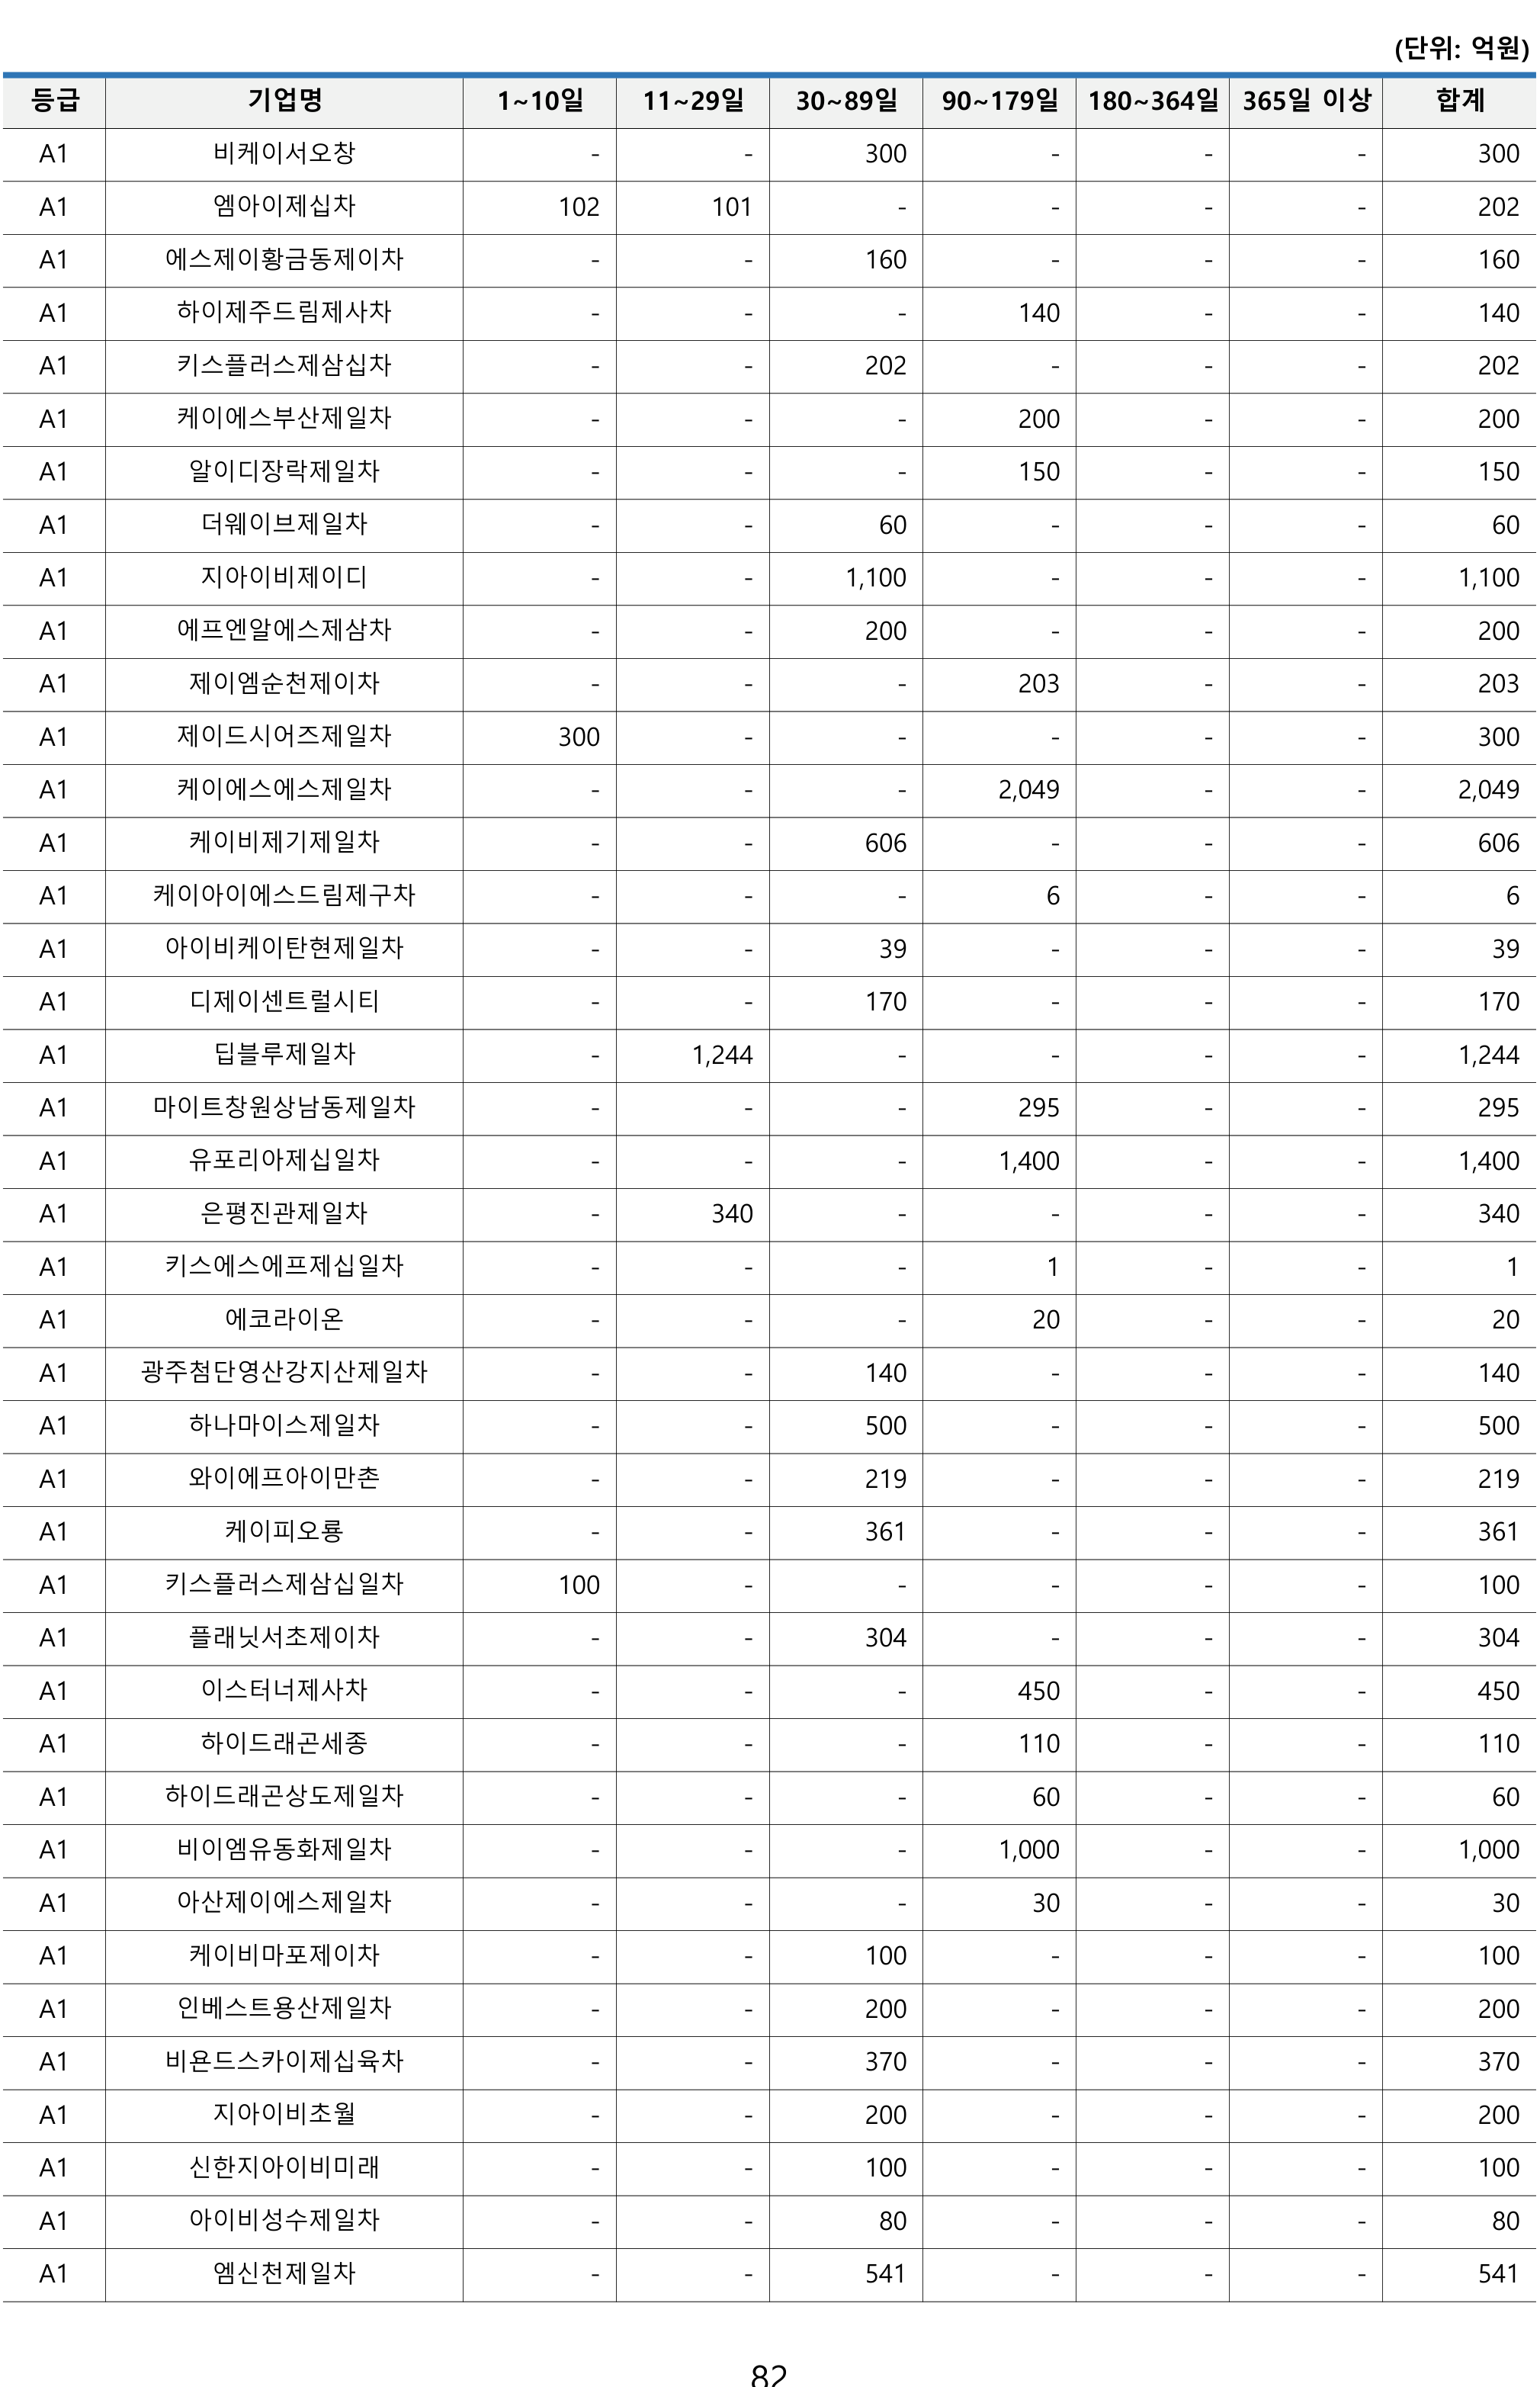 (단위: 억원)
등급 기업명 1~10일 11~29일 30~89일 90~179일 180~364일 365일 이상 합계
A1 비케이서오창 - - 300 - - - 300
A1 엠아이제십차 102 101 - - - - 202
A1 에스제이황금동제이차 - - 160 - - - 160
A1 하이제주드림제사차 - - - 140 - - 140
A1 키스플러스제삼십차 - - 202 - - - 202
A1 케이에스부산제일차 - - - 200 - - 200
A1 알이디장락제일차 - - - 150 - - 150
A1 더웨이브제일차 - - 60 - - - 60
A1 지아이비제이디 - - 1,100 - - - 1,100
A1 에프엔알에스제삼차 - - 200 - - - 200
A1 제이엠순천제이차 - - - 203 - - 203
A1 제이드시어즈제일차 300 - - - - - 300
A1 케이에스에스제일차 - - - 2,049 - - 2,049
A1 케이비제기제일차 - - 606 - - - 606
A1 케이아이에스드림제구차 - - - 6 - - 6
A1 아이비케이탄현제일차 - - 39 - - - 39
A1 디제이센트럴시티 - - 170 - - - 170
A1 딥블루제일차 - 1,244 - - - - 1,244
A1 마이트창원상남동제일차 - - - 295 - - 295
A1 유포리아제십일차 - - - 1,400 - - 1,400
A1 은평진관제일차 - 340 - - - - 340
A1 키스에스에프제십일차 - - - 1 - - 1
A1 에코라이온 - - - 20 - - 20
A1 광주첨단영산강지산제일차 - - 140 - - - 140
A1 하나마이스제일차 - - 500 - - - 500
A1 와이에프아이만촌 - - 219 - - - 219
A1 케이피오룡 - - 361 - - - 361
A1 키스플러스제삼십일차 100 - - - - - 100
A1 플래닛서초제이차 - - 304 - - - 304
A1 이스터너제사차 - - - 450 - - 450
A1 하이드래곤세종 - - - 110 - - 110
A1 하이드래곤상도제일차 - - - 60 - - 60
A1 비이엠유동화제일차 - - - 1,000 - - 1,000
A1 아산제이에스제일차 - - - 30 - - 30
A1 케이비마포제이차 - - 100 - - - 100
A1 인베스트용산제일차 - - 200 - - - 200
A1 비욘드스카이제십육차 - - 370 - - - 370
A1 지아이비초월 - - 200 - - - 200
A1 신한지아이비미래 - - 100 - - - 100
A1 아이비성수제일차 - - 80 - - - 80
A1 엠신천제일차 - - 541 - - - 541
82